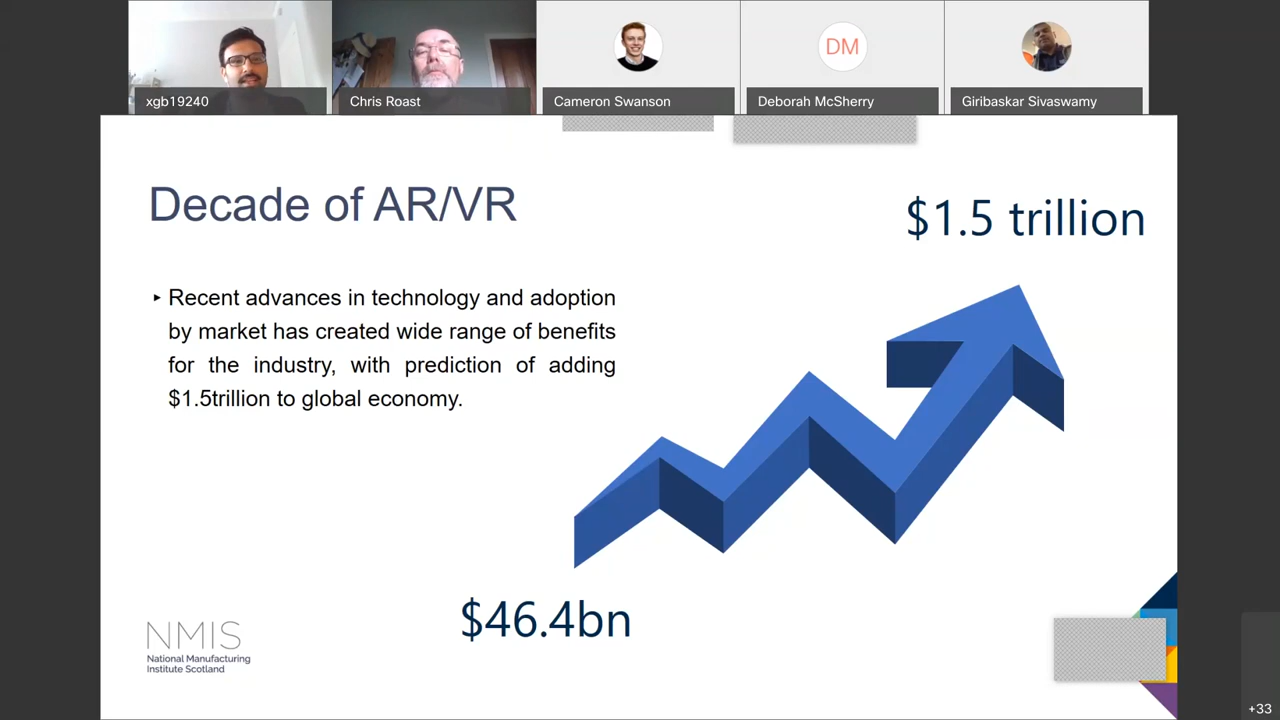 xgb19240
Chris Roast
Cameron Swanson
DM
Deborah McSherry
Giribaskar Sivaswamy
Decade of AR/VR
$1.5 trillion
‣ Recent advances in technology and adoption
by market has created wide range of benefits
for the industry, with prediction of adding
$1.5trillion to global economy.
$46.4bn
NMIS
National Manufacturing
Institute Scotland
+33